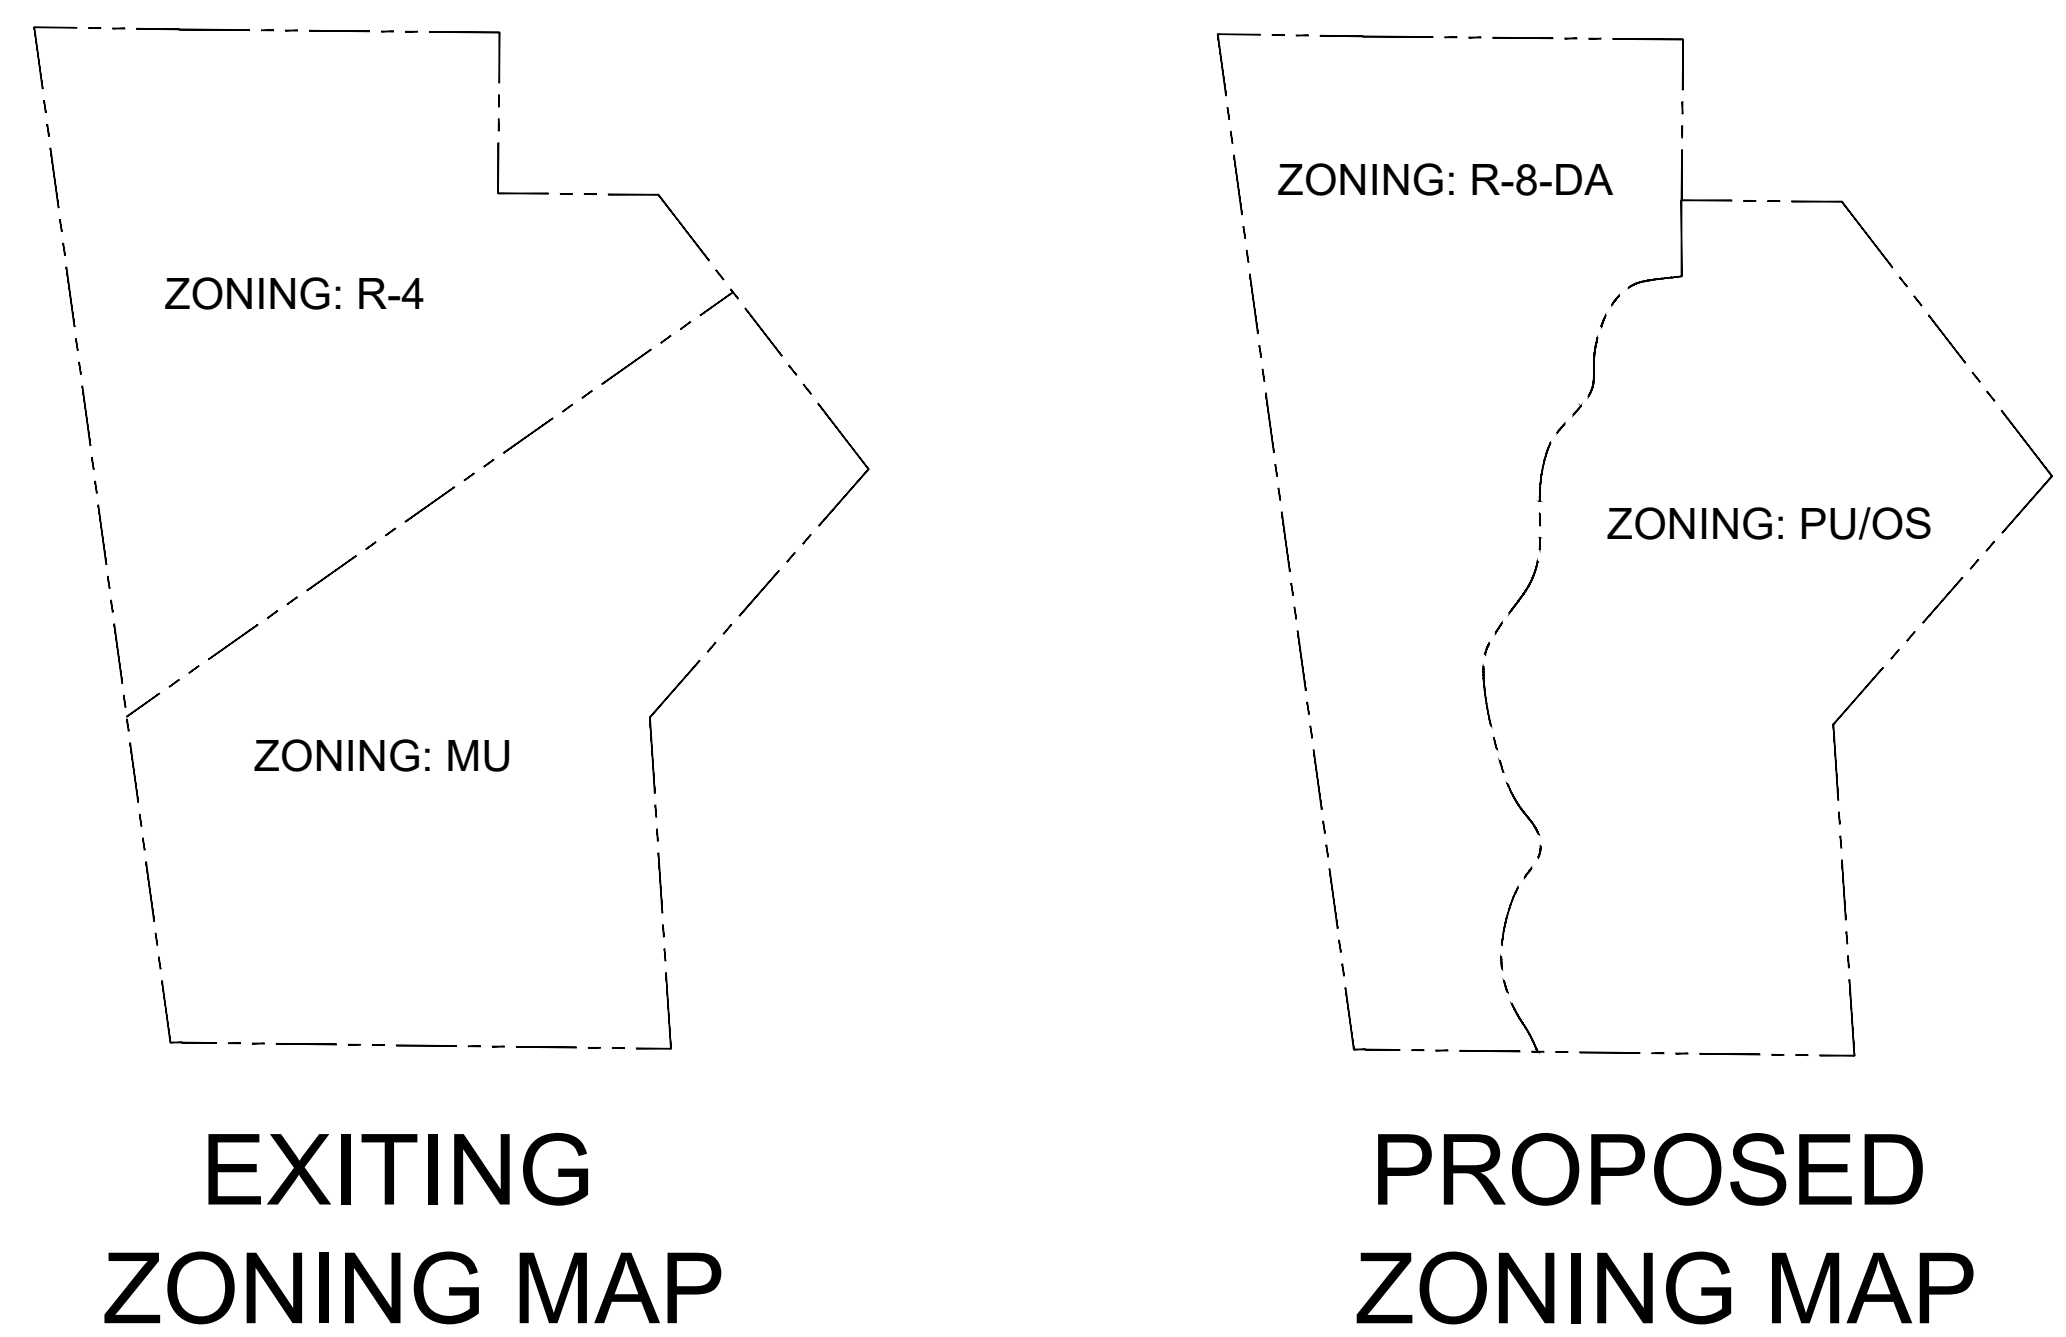 ZONING: R-4
ZONING: MU
EXITING
ZONING MAP
ZONING: R-8-DA
ZONING: PU/OS
PROPOSED
ZONING MAP